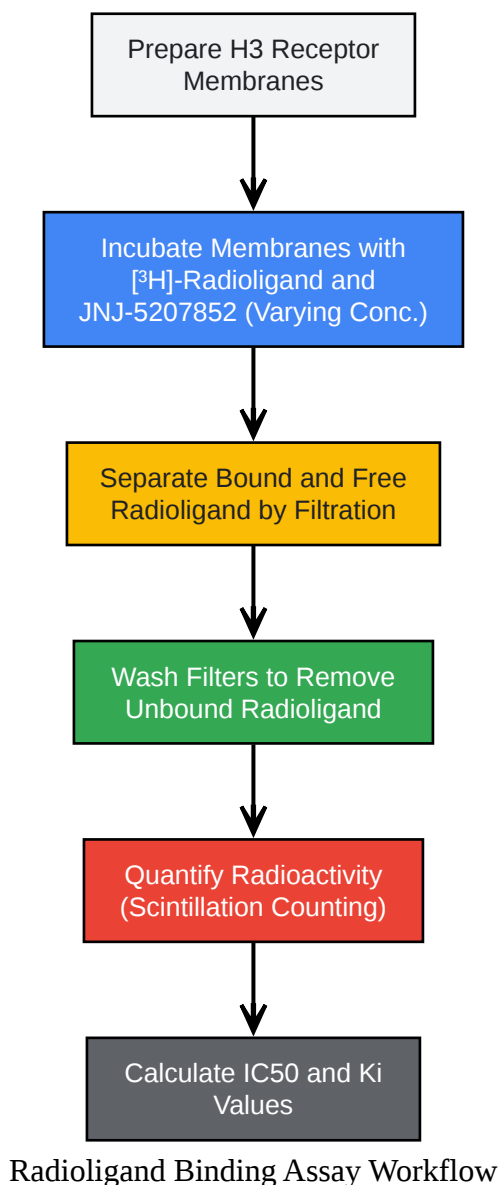 Prepare H3 Receptor
Membranes
Incubate Membranes with
[³H]-Radioligand and
JNJ-5207852 (Varying Conc.)
Separate Bound and Free
Radioligand by Filtration
Wash Filters to Remove
Unbound Radioligand
Quantify Radioactivity
(Scintillation Counting)
Calculate IC50 and Ki
Values
Radioligand Binding Assay Workflow